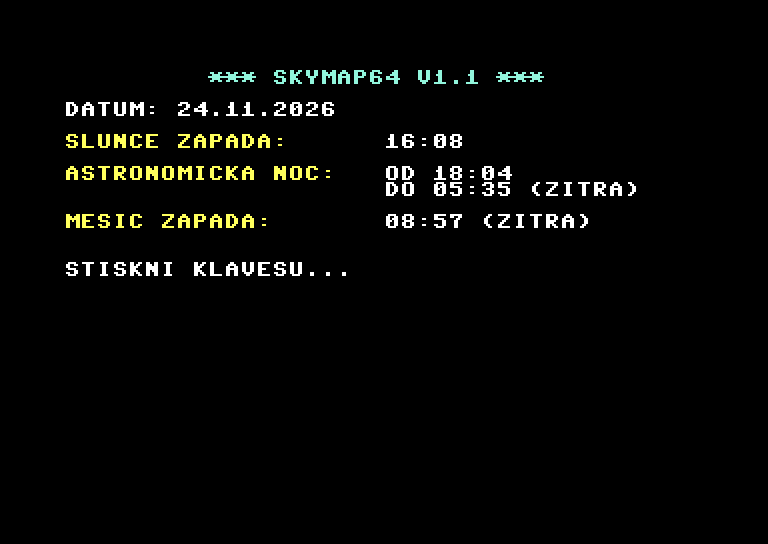 *** SKYMAP64 V1.1 ***
DATUM: 24.11.2026
SLUNCE ZAPADA: 16:08
ASTRONOMICKA NOC: OD 18:04
DO 05:35 (ZITRA)
MESIC ZAPADA: 08:57 (ZITRA)
STISKNI KLAVESU...